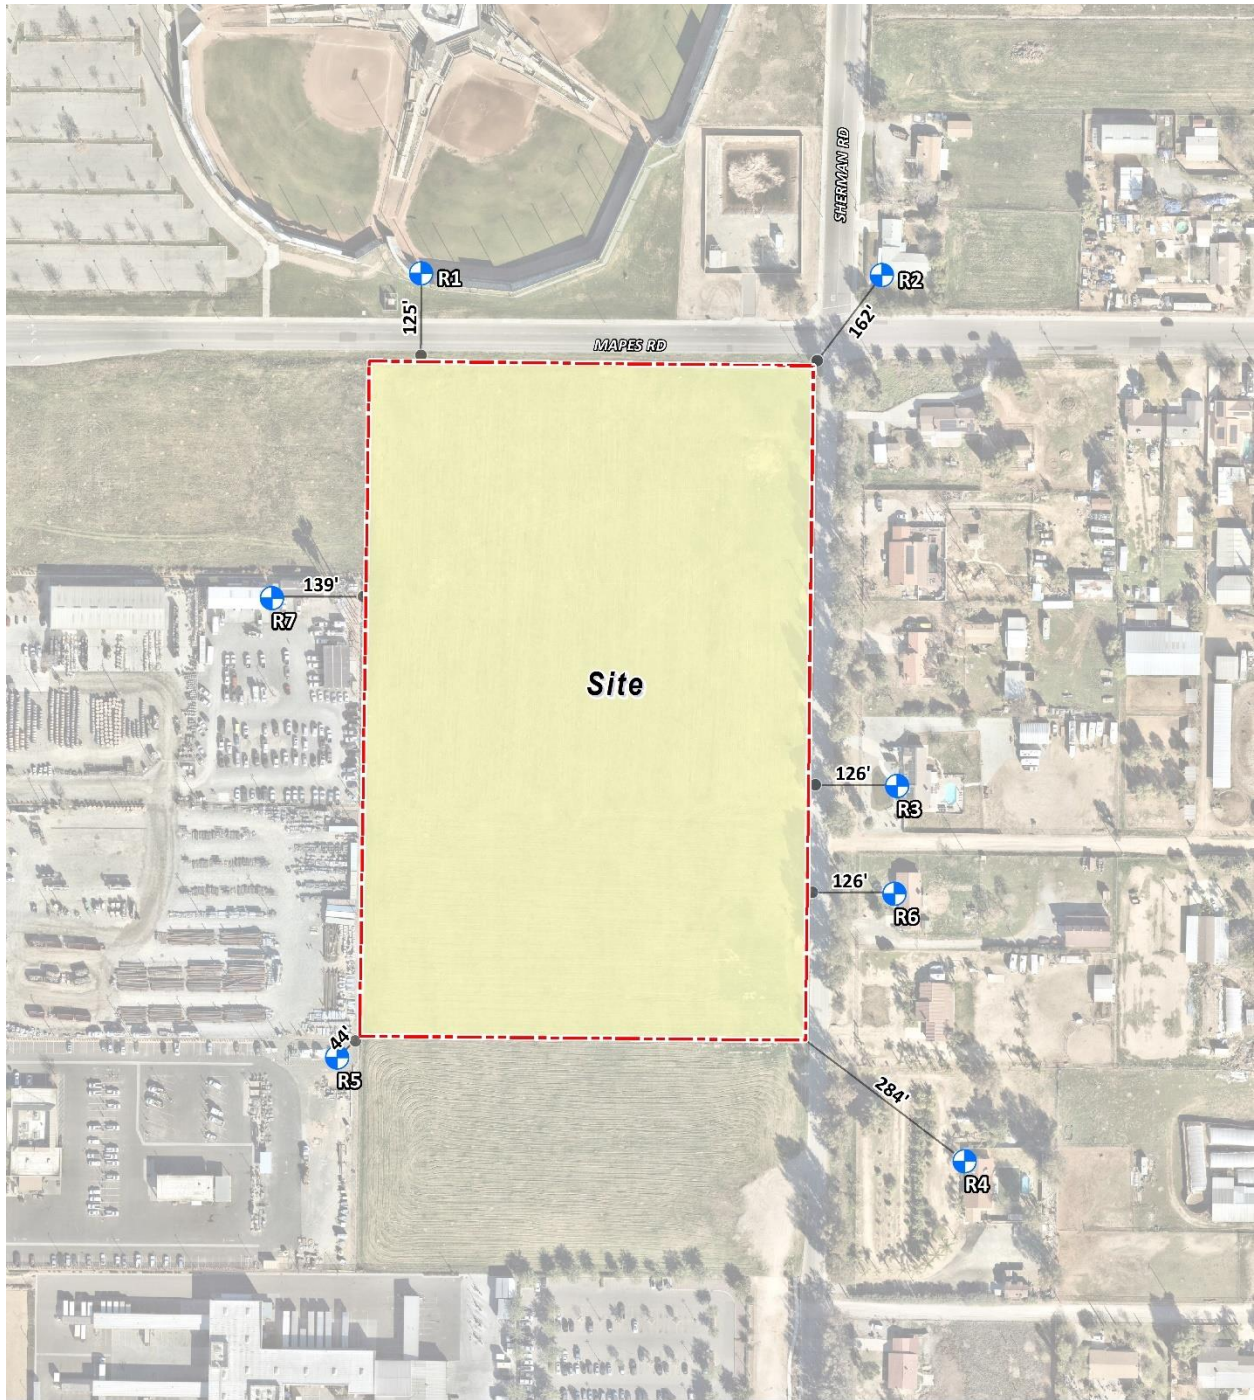 SHERMAN RD
R1
R2
125'
162'
MAPES RD
139'
R7
Site
126'
R3
126'
R6
44'
R5
284'
R4